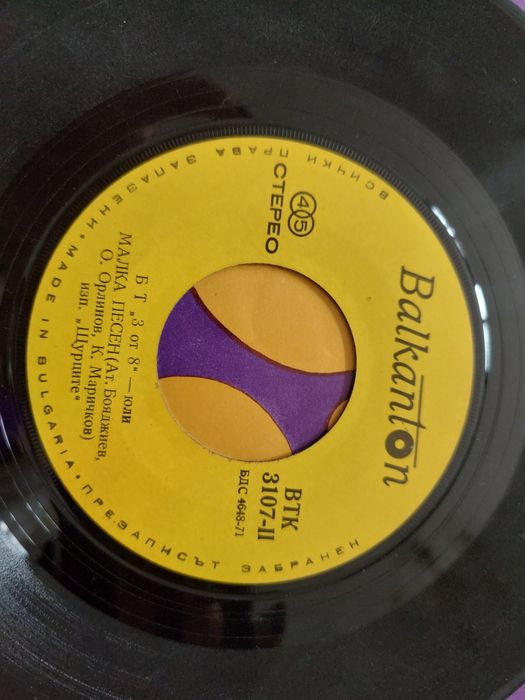 Balkanton
45
СТЕРЕО
ВТК
3107-II
БДС 4648-71
БТ „3 от 8“ — юли
МАЛКА ПЕСЕН (Ат. Бояджиев,
О. Орлинов, К. Маричков)
изп. „Щурците“
ВСИЧКИ ПРАВА ЗАПАЗЕНИ • MADE IN BULGARIA • ПРЕЗАПИСЪТ ЗАБРАНЕН